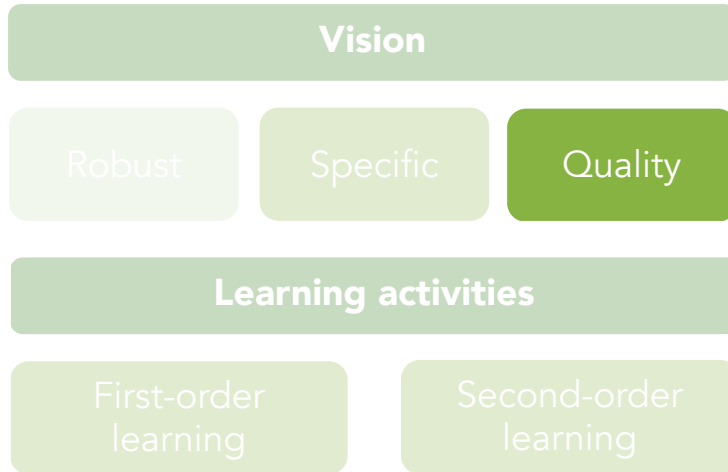 Vision
Robust Specific Quality
Learning activities
First-order Second-order
learning learning